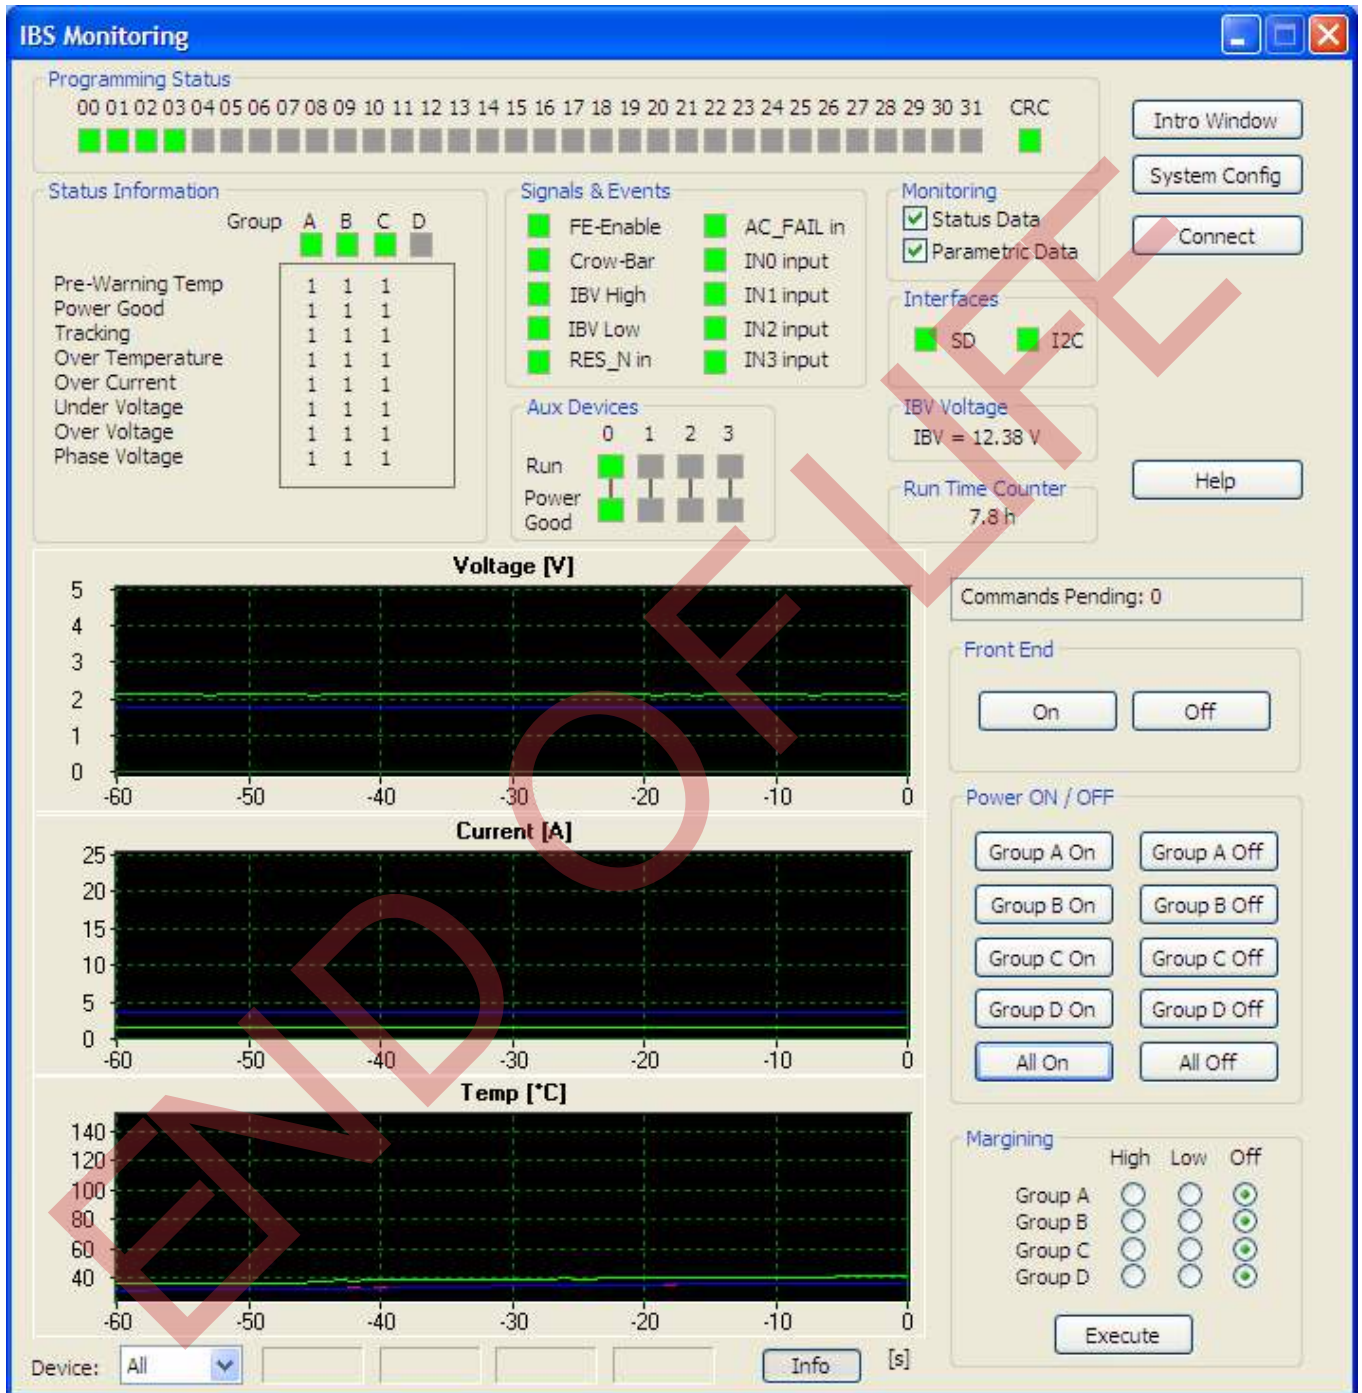 IBS Monitoring
Programming Status
00 01 02 03 04 05 06 07 08 09 10 11 12 13 14 15 16 17 18 19 20 21 22 23 24 25 26 27 28 29 30 31 CRC
Intro Window
System Config
Connect
Help
Status Information
Group A B C D
Pre-Warning Temp 1 1 1
Power Good 1 1 1
Tracking 1 1 1
Over Temperature 1 1 1
Over Current 1 1 1
Under Voltage 1 1 1
Over Voltage 1 1 1
Phase Voltage 1 1 1
Signals & Events
FE-Enable AC_FAIL in
Crow-Bar IN0 input
IBV High IN1 input
IBV Low IN2 input
RES_N in IN3 input
Aux Devices
0 1 2 3
Run
Power
Good
Monitoring
Status Data
Parametric Data
Interfaces
SD I2C
IBV Voltage
IBV = 12.38 V
Run Time Counter
7.8 h
Voltage [V]
5
4
3
2
1
0
-60 -50 -40 -30 -20 -10 0
Current [A]
25
20
15
10
5
0
-60 -50 -40 -30 -20 -10 0
Temp [*C]
140
120
100
80
60
40
-60 -50 -40 -30 -20 -10 0
Device: All Info [s]
Commands Pending: 0
Front End
On Off
Power ON / OFF
Group A On Group A Off
Group B On Group B Off
Group C On Group C Off
Group D On Group D Off
All On All Off
Margining
High Low Off
Group A
Group B
Group C
Group D
Execute
END OF LIFE